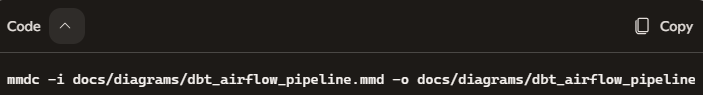 Code
Copy
mmdc -i docs/diagrams/dbt_airflow_pipeline.mmd -o docs/diagrams/dbt_airflow_pipeline